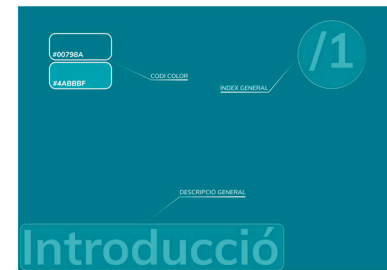 #00798A
/1
#4ABBBF
CODI COLOR
ÍNDEX GENERAL
DESCRIPCIÓ GENERAL
Introducció